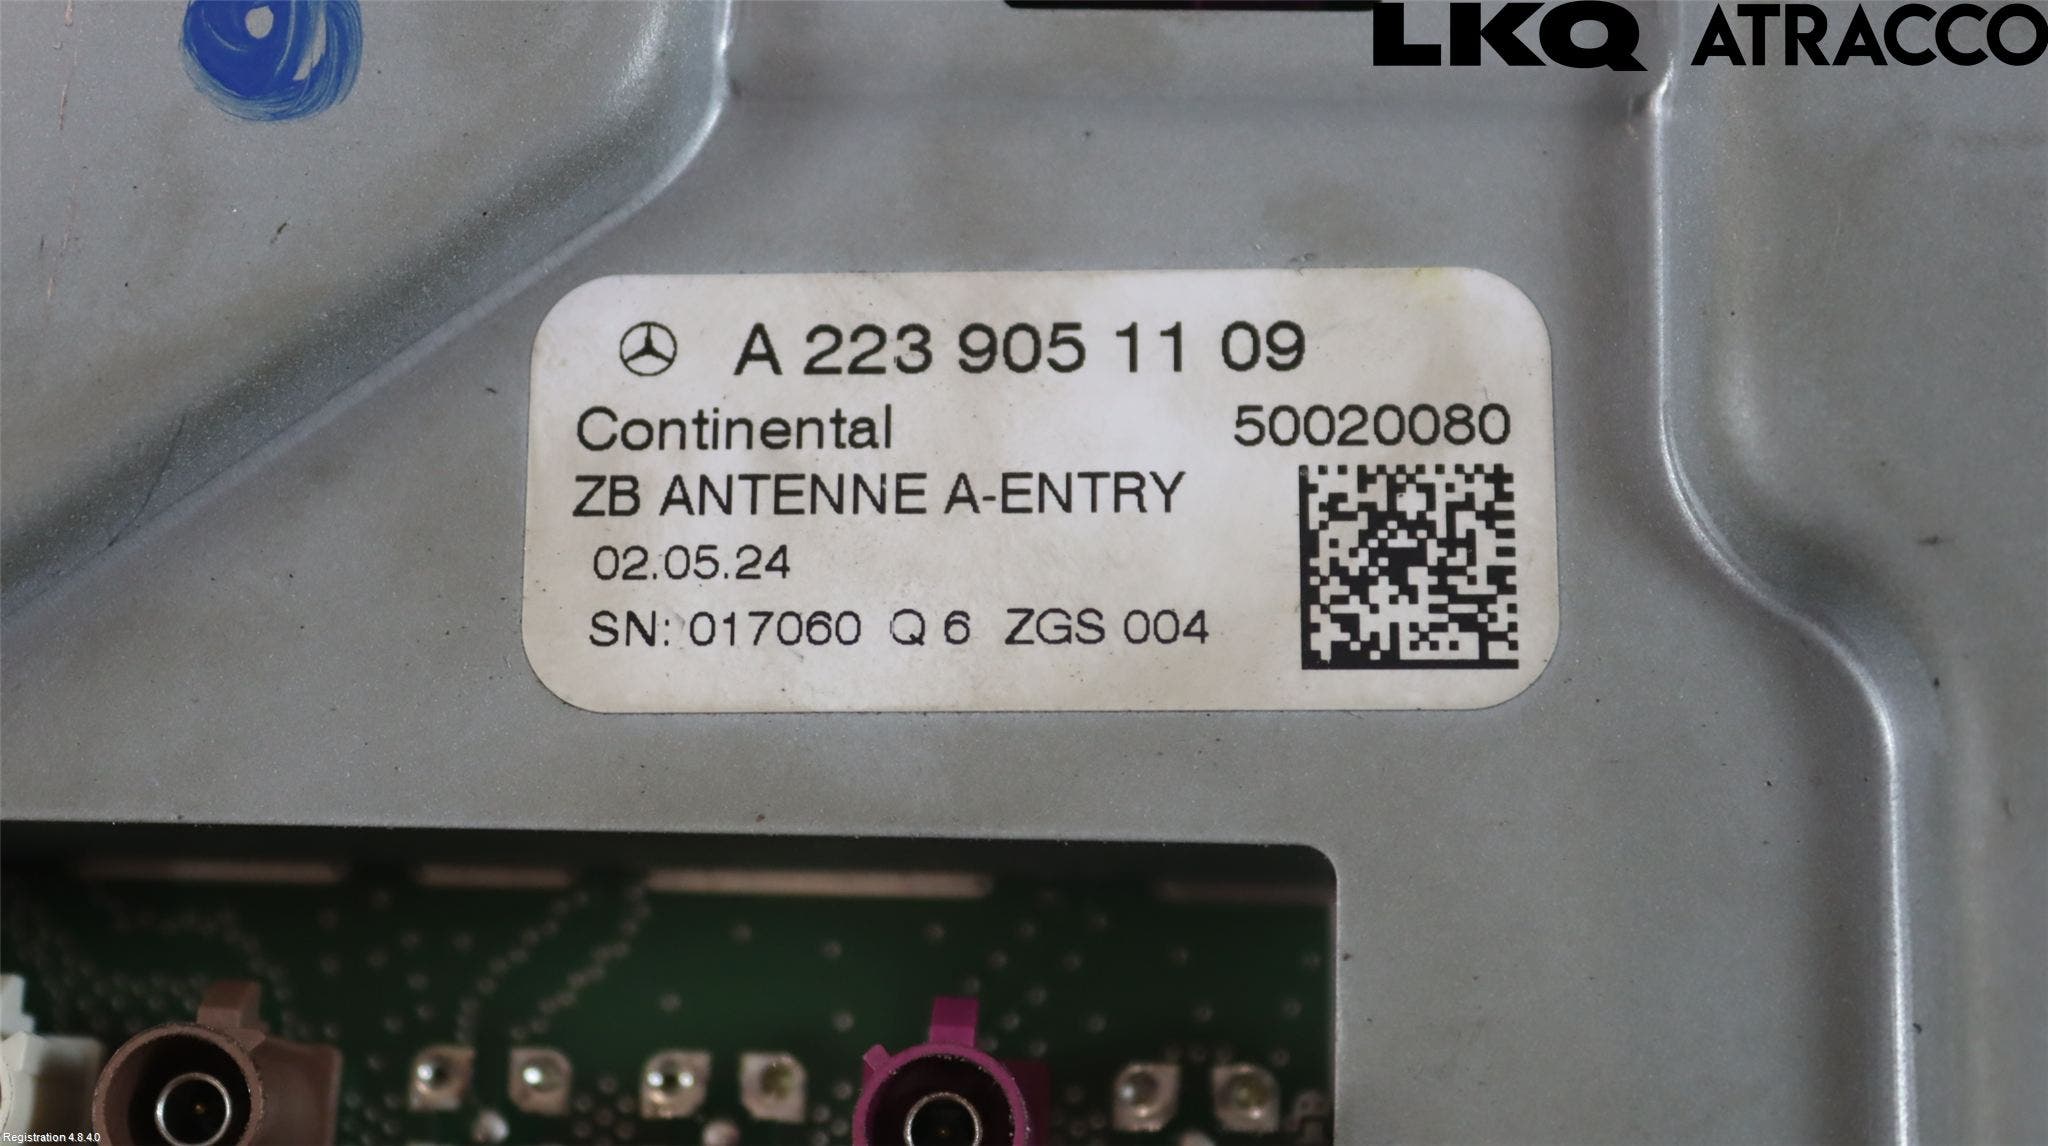 LKQ ATRACCO
A 223 905 11 09
Continental 50020080
ZB ANTENNE A-ENTRY
02.05.24
SN: 017060 Q 6 ZGS 004
Registration 4.8.4.0